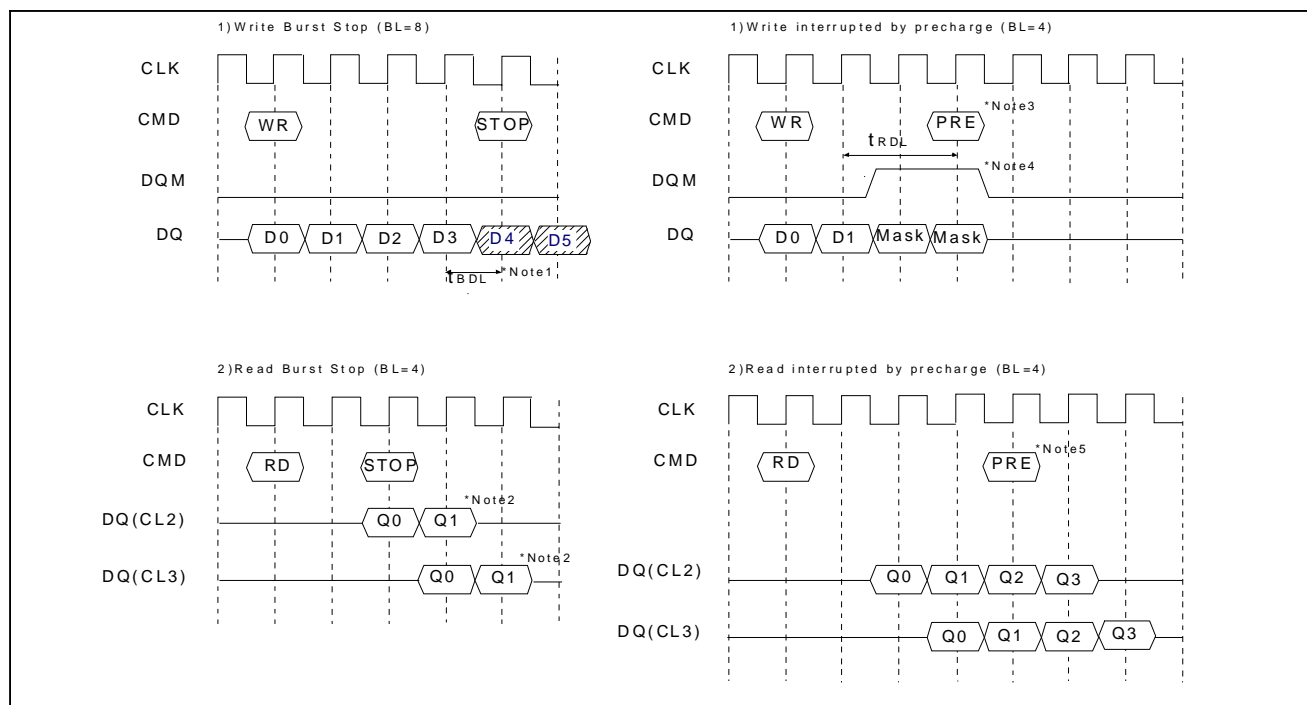 1)Write Burst Stop (BL=8)
CLK
CMD
WR
STOP
DQM
DQ
D0
D1
D2
D3
D4
D5
tBDL
*Note1
1)Write interrupted by precharge (BL=4)
CLK
CMD
WR
PRE
*Note3
tRDL
DQM
*Note4
DQ
D0
D1
Mask
Mask
2)Read Burst Stop (BL=4)
CLK
CMD
RD
STOP
DQ(CL2)
Q0
Q1
*Note2
DQ(CL3)
Q0
Q1
*Note2
2)Read interrupted by precharge (BL=4)
CLK
CMD
RD
PRE
*Note5
DQ(CL2)
Q0
Q1
Q2
Q3
DQ(CL3)
Q0
Q1
Q2
Q3